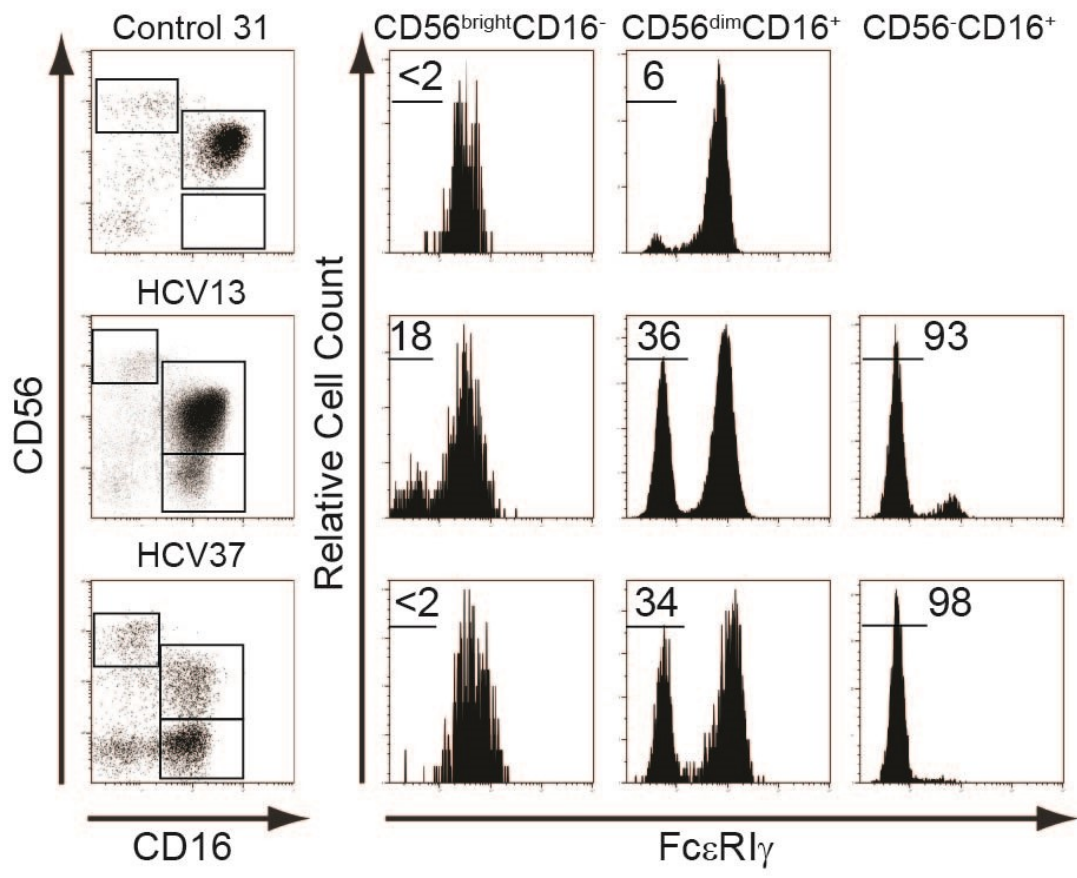 Control 31
CD56brightCD16-
CD56dimCD16+
CD56-CD16+
<2
6
HCV13
18
36
93
HCV37
<2
34
98
CD56
Relative Cell Count
CD16
FcεRIγ